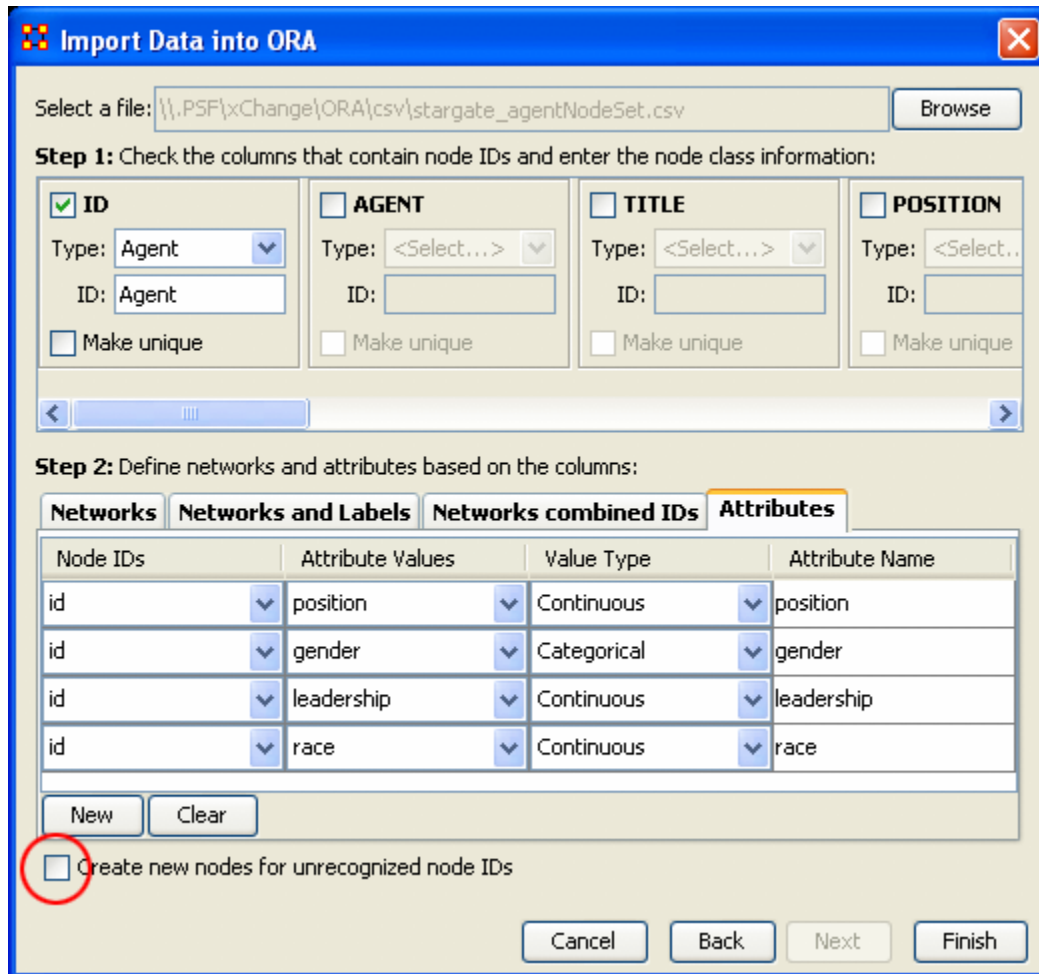 Import Data into ORA
Select a file: \\.PSF\xChange\ORA\csv\stargate_agentNodeSet.csv Browse
Step 1: Check the columns that contain node IDs and enter the node class information:
ID AGENT TITLE POSITION
Type: Agent Type: <Select...> Type: <Select...> Type: <Select..
ID: Agent ID: ID: ID:
Make unique Make unique Make unique Make unique
Step 2: Define networks and attributes based on the columns:
Networks Networks and Labels Networks combined IDs Attributes
Node IDs Attribute Values Value Type Attribute Name
id position Continuous position
id gender Categorical gender
id leadership Continuous leadership
id race Continuous race
New Clear
Create new nodes for unrecognized node IDs
Cancel Back Next Finish